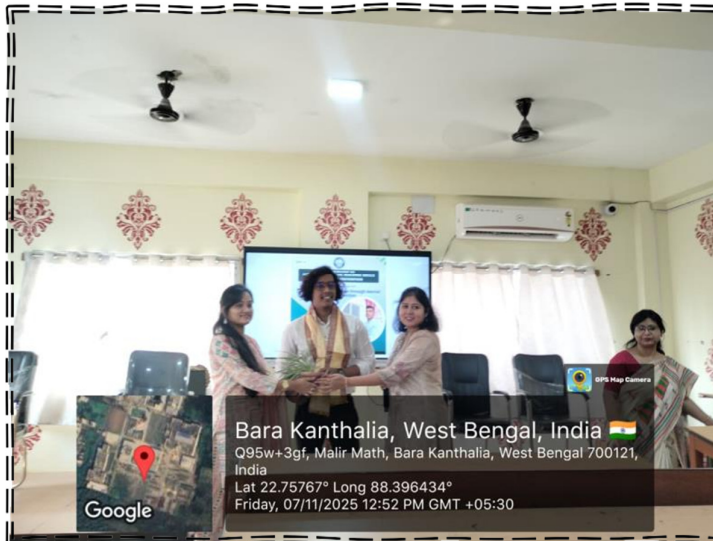 GPS Map Camera
Bara Kanthalia, West Bengal, India
Q95w+3gf, Malir Math, Bara Kanthalia, West Bengal 700121,
India
Lat 22.75767° Long 88.396434°
Friday, 07/11/2025 12:52 PM GMT +05:30
Google